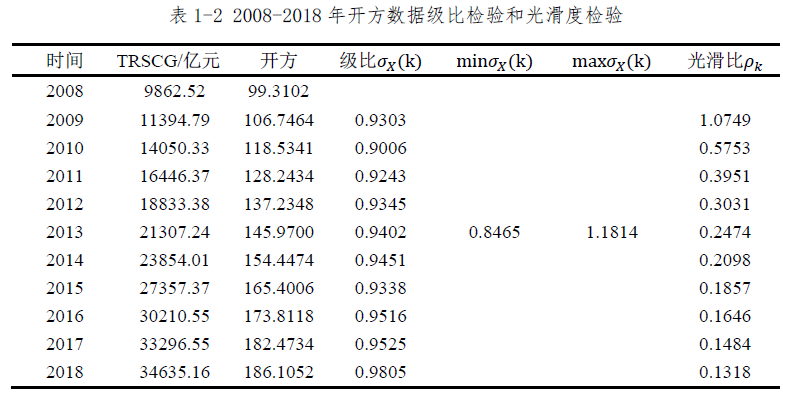 表 1-2 2008-2018 年开方数据级比检验和光滑度检验
时间 TRSCG/亿元 开方 级比σX(k) minσX(k) maxσX(k) 光滑比ρk
2008 9862.52 99.3102
2009 11394.79 106.7464 0.9303 1.0749
2010 14050.33 118.5341 0.9006 0.5753
2011 16446.37 128.2434 0.9243 0.3951
2012 18833.38 137.2348 0.9345 0.3031
2013 21307.24 145.9700 0.9402 0.8465 1.1814 0.2474
2014 23854.01 154.4474 0.9451 0.2098
2015 27357.37 165.4006 0.9338 0.1857
2016 30210.55 173.8118 0.9516 0.1646
2017 33296.55 182.4734 0.9525 0.1484
2018 34635.16 186.1052 0.9805 0.1318